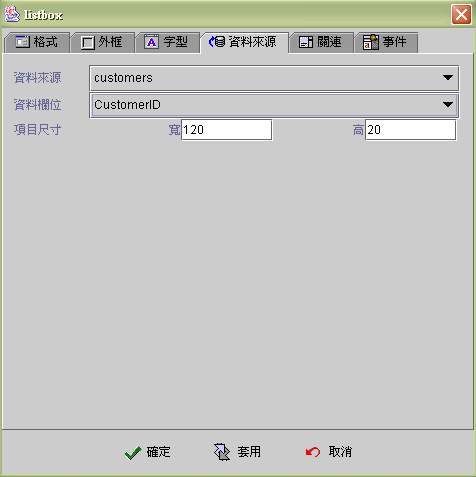 listbox
格式 外框 A 字型 資料來源 關連 a 事件
資料來源 customers
資料欄位 CustomerID
項目尺寸 寬 120 高 20
確定 套用 取消